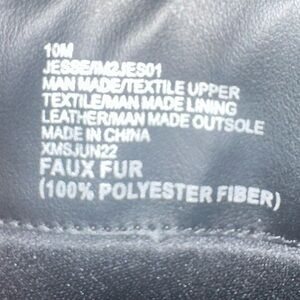 10M
JESSE/M2JES01
MAN MADE/TEXTILE UPPER
TEXTILE/MAN MADE LINING
LEATHER/MAN MADE OUTSOLE
MADE IN CHINA
XMSJUN22
FAUX FUR
(100% POLYESTER FIBER)